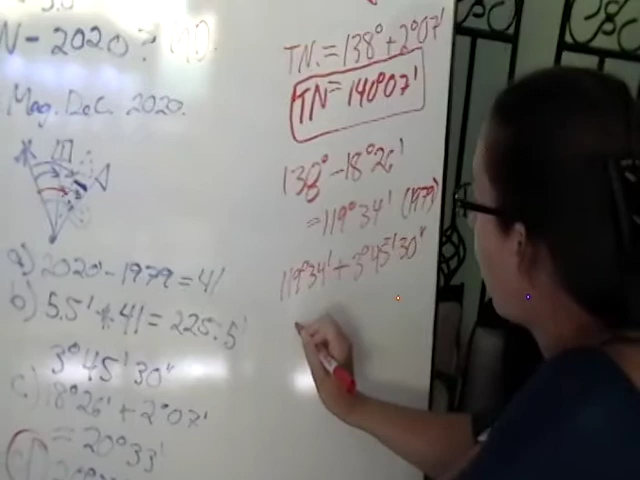 N - 2020?
Mag. Dec. 2020.
a) 2020 - 1979 = 41
b) 5.5' * 41 = 225.5'
3°45'30"
c) 18°26' + 2°07'
= 20°33'
TN. = 138° + 2°07'
TN = 140°07'
138° - 18°26'
= 119°34' (1979)
119°34' + 3°45'30"